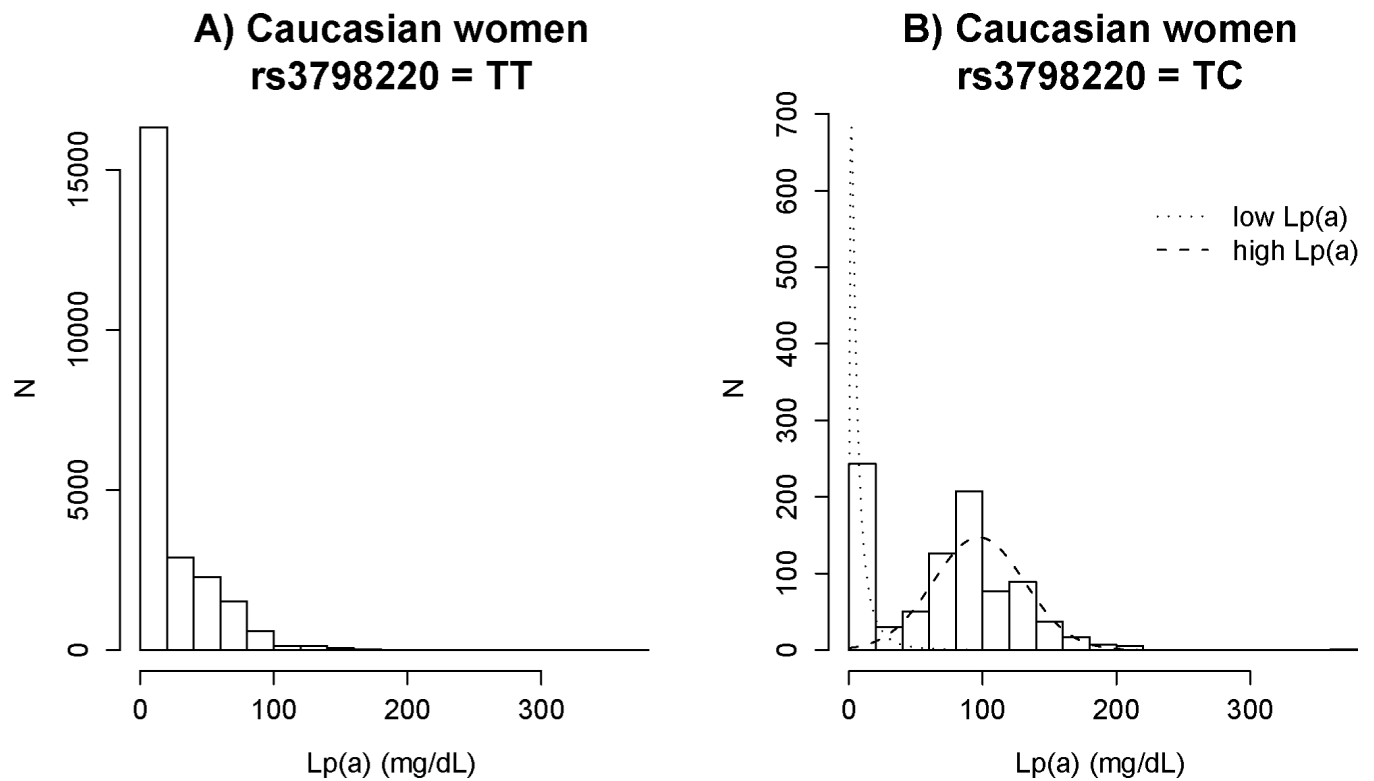 A) Caucasian women
rs3798220 = TT
15000
10000
5000
0
N
0 100 200 300
Lp(a) (mg/dL)
B) Caucasian women
rs3798220 = TC
700
600
500
400
300
200
100
0
N
low Lp(a)
high Lp(a)
0 100 200 300
Lp(a) (mg/dL)